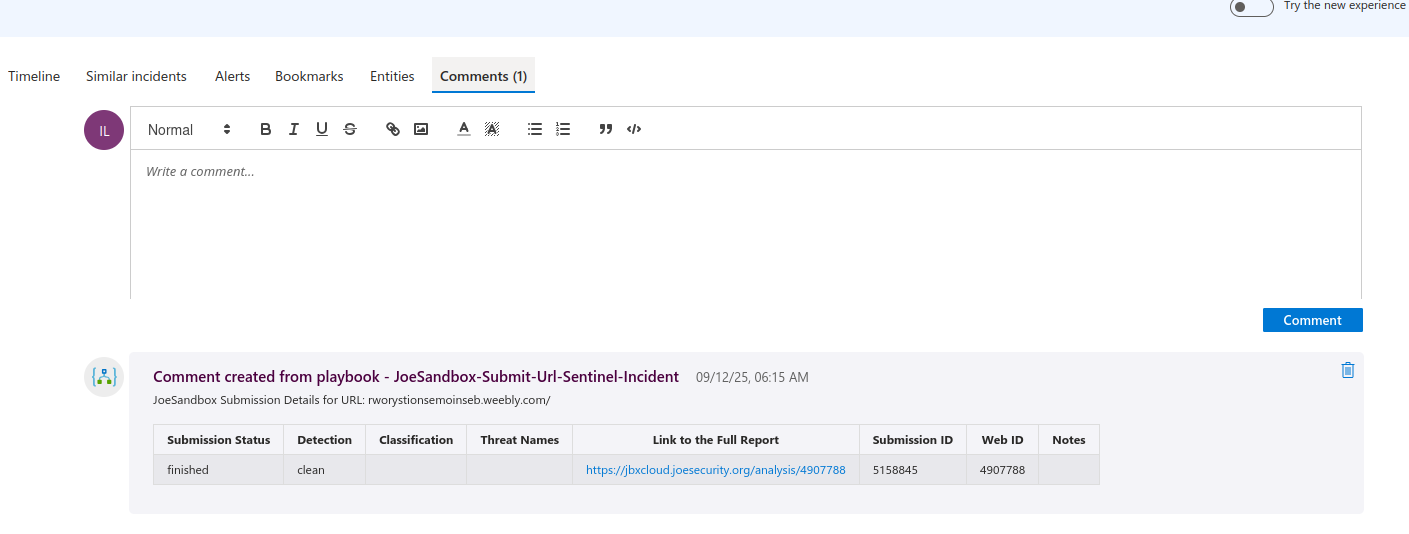 Try the new experience
Timeline Similar incidents Alerts Bookmarks Entities Comments (1)
IL
Normal B I U S A A
Write a comment...
Comment
Comment created from playbook - JoeSandbox-Submit-Url-Sentinel-Incident 09/12/25, 06:15 AM
JoeSandbox Submission Details for URL: rworystionsemoinseb.weebly.com/
Submission Status Detection Classification Threat Names Link to the Full Report Submission ID Web ID Notes
finished clean https://jbxcloud.joesecurity.org/analysis/4907788 5158845 4907788